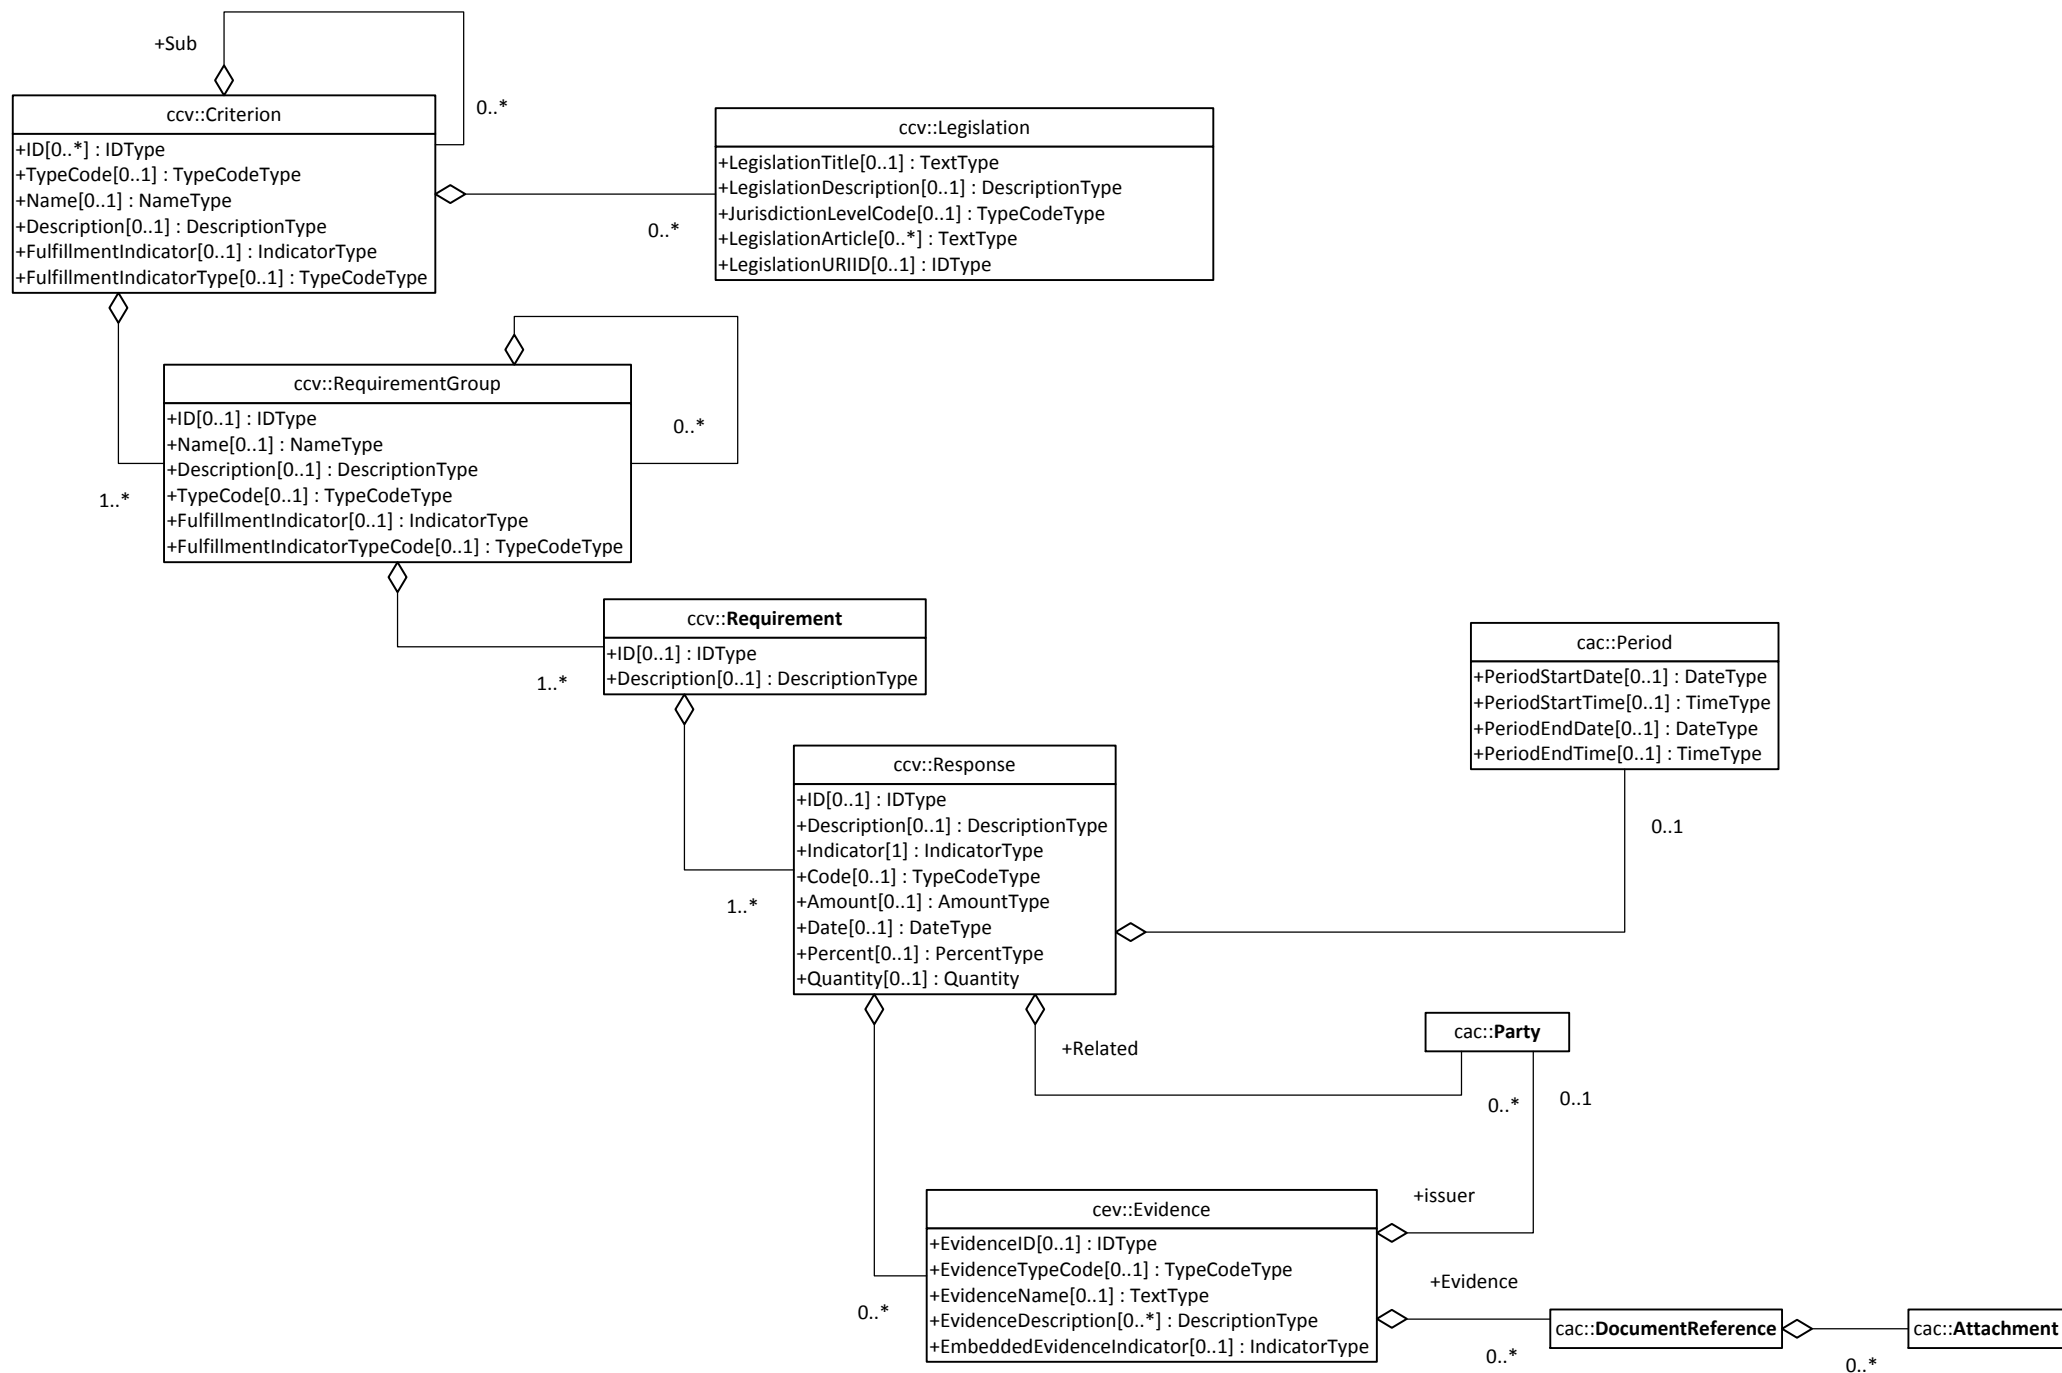 +Sub
ccv::Criterion
0..*
+ID[0..*] : IDType
+TypeCode[0..1] : TypeCodeType
+Name[0..1] : NameType
+Description[0..1] : DescriptionType
+FulfillmentIndicator[0..1] : IndicatorType
+FulfillmentIndicatorType[0..1] : TypeCodeType
ccv::Legislation
+LegislationTitle[0..1] : TextType
+LegislationDescription[0..1] : DescriptionType
+JurisdictionLevelCode[0..1] : TypeCodeType
+LegislationArticle[0..*] : TextType
+LegislationURIID[0..1] : IDType
0..*
ccv::RequirementGroup
+ID[0..1] : IDType
+Name[0..1] : NameType
+Description[0..1] : DescriptionType
+TypeCode[0..1] : TypeCodeType
+FulfillmentIndicator[0..1] : IndicatorType
+FulfillmentIndicatorTypeCode[0..1] : TypeCodeType
0..*
1..*
ccv::Requirement
+ID[0..1] : IDType
+Description[0..1] : DescriptionType
1..*
cac::Period
+PeriodStartDate[0..1] : DateType
+PeriodStartTime[0..1] : TimeType
+PeriodEndDate[0..1] : DateType
+PeriodEndTime[0..1] : TimeType
0..1
ccv::Response
+ID[0..1] : IDType
+Description[0..1] : DescriptionType
+Indicator[1] : IndicatorType
+Code[0..1] : TypeCodeType
+Amount[0..1] : AmountType
+Date[0..1] : DateType
+Percent[0..1] : PercentType
+Quantity[0..1] : Quantity
1..*
cac::Party
+Related
0..*
0..1
+issuer
cev::Evidence
+EvidenceID[0..1] : IDType
+EvidenceTypeCode[0..1] : TypeCodeType
+EvidenceName[0..1] : TextType
+EvidenceDescription[0..*] : DescriptionType
+EmbeddedEvidenceIndicator[0..1] : IndicatorType
0..*
+Evidence
cac::DocumentReference
0..*
cac::Attachment
0..*